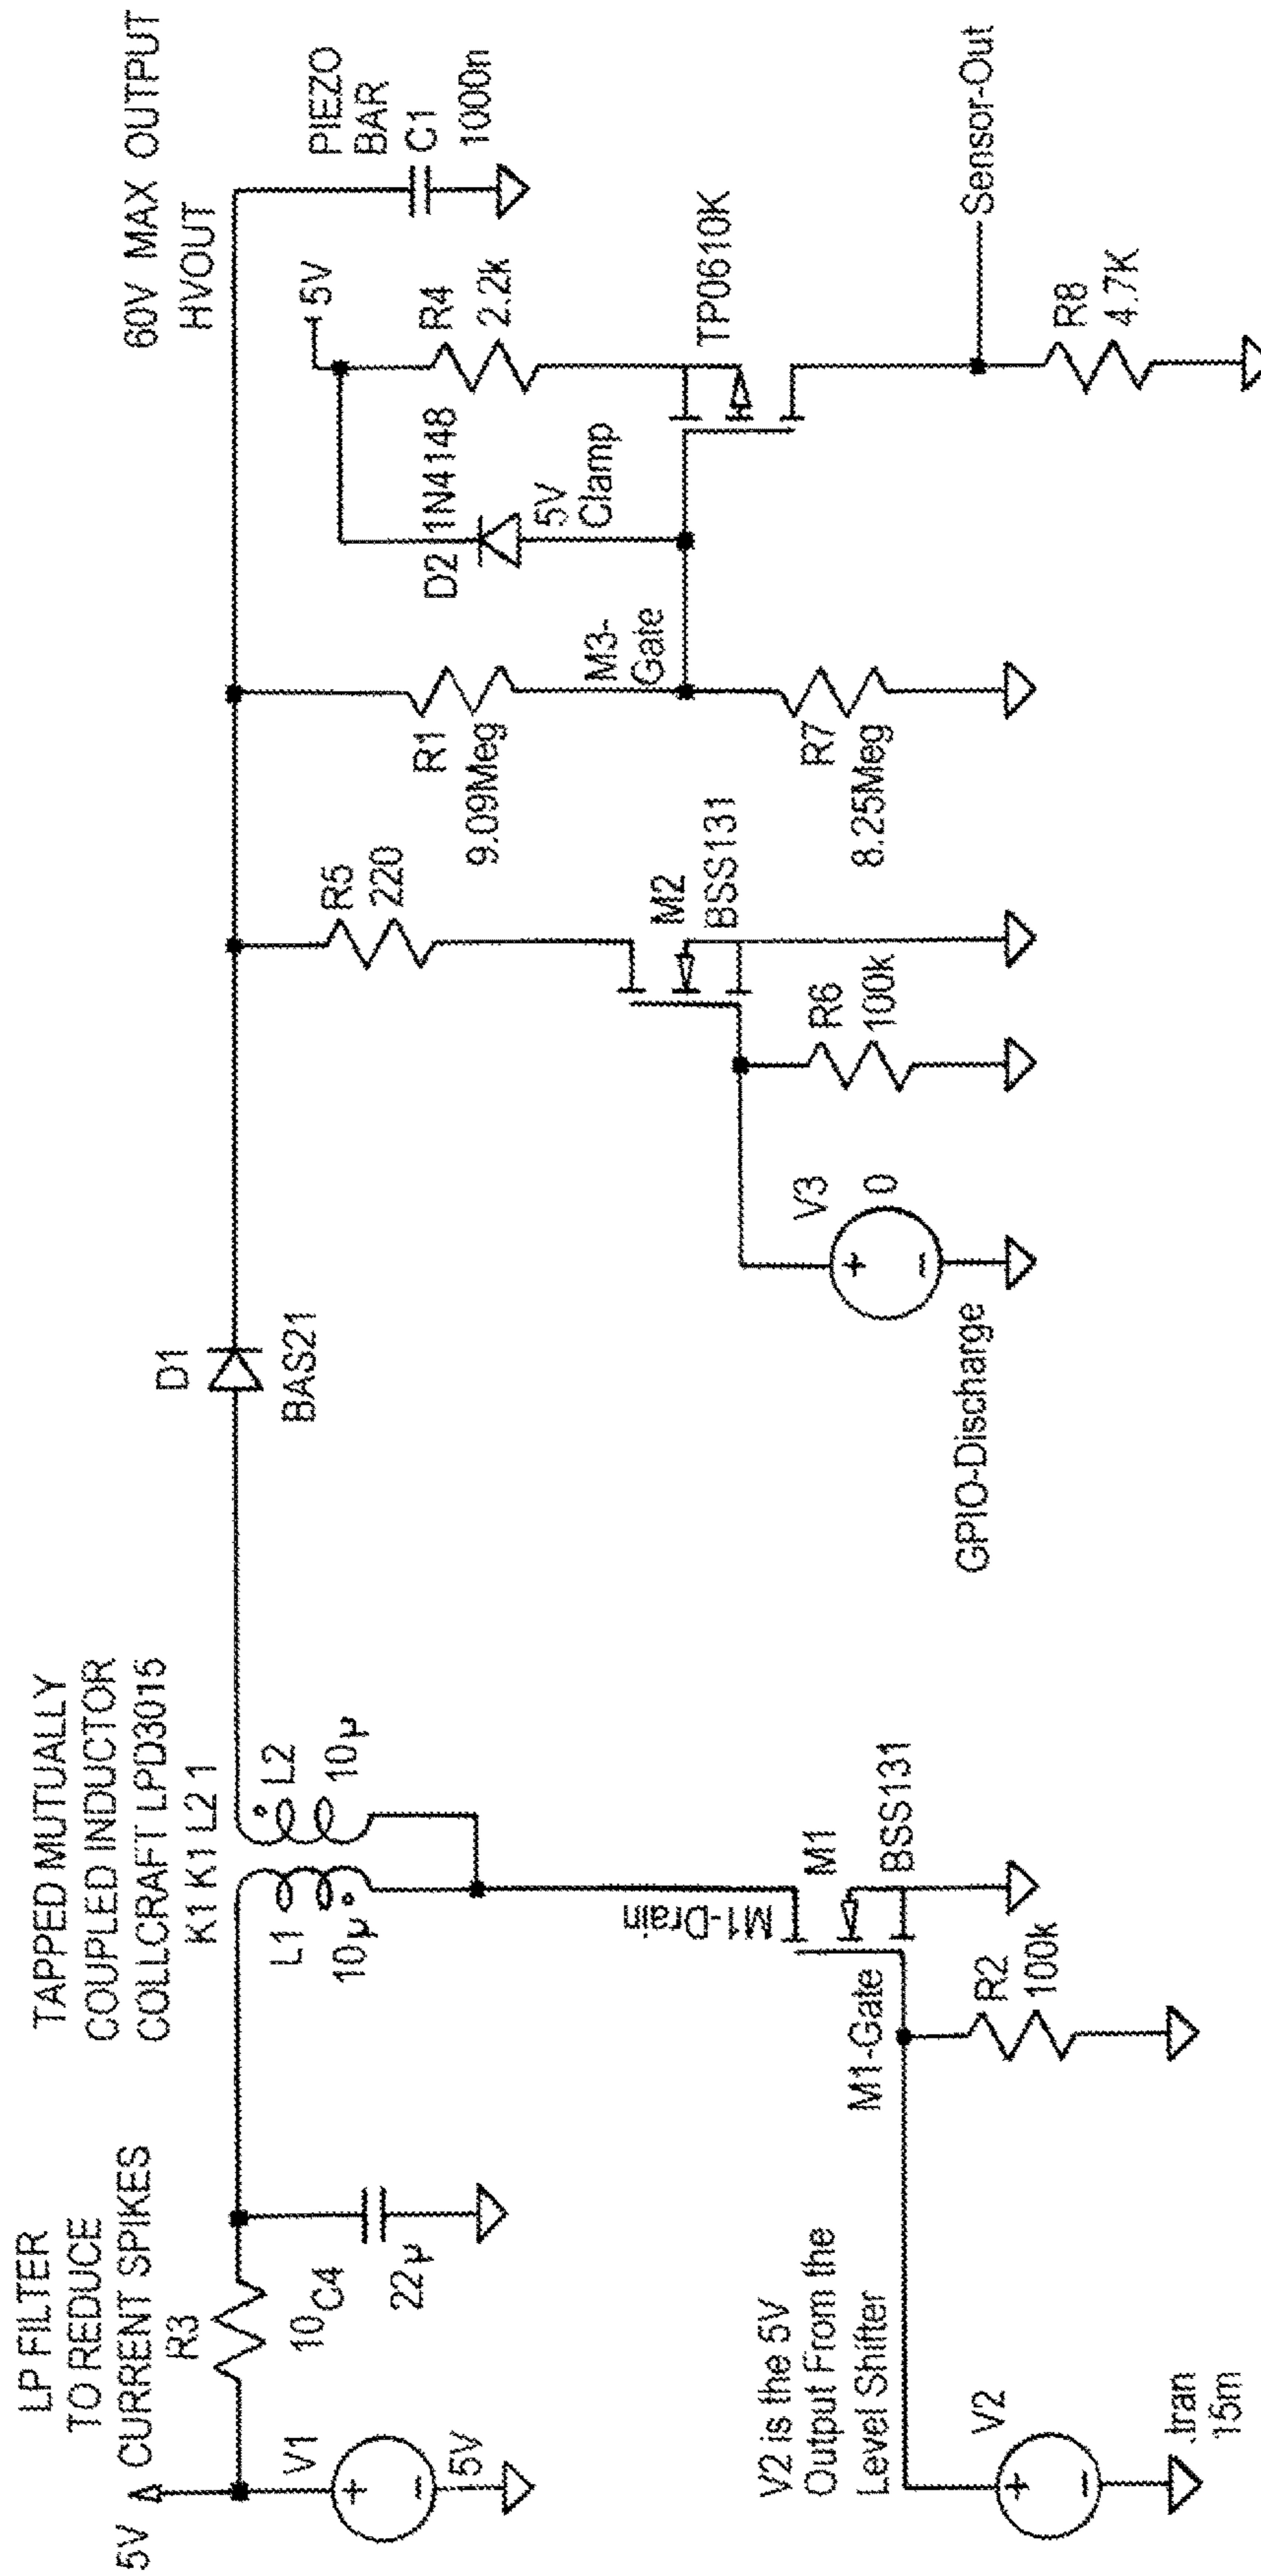 LP FILTER
TO REDUCE
CURRENT SPIKES
R3
10
5V
V1
5V
C4
22µ
TAPPED MUTUALLY
COUPLED INDUCTOR
COLLCRAFT LPD3015
K1 K1 L2 1
L1
10µ
L2
10µ
D1
BAS21
60V MAX OUTPUT
HVOUT
PIEZO
BAR
C1
1000n
5V
R4
2.2k
D2
1N4148
5V
Clamp
TP0610K
R1
9.09Meg
M3-
Gate
R7
8.25Meg
R5
220
M2
BSS131
R6
100k
V3
0
GPIO-Discharge
Sensor-Out
R8
4.7K
M1-Drain
M1
BSS131
M1-Gate
R2
100k
V2 is the 5V
Output From the
Level Shifter
V2
.tran
15m